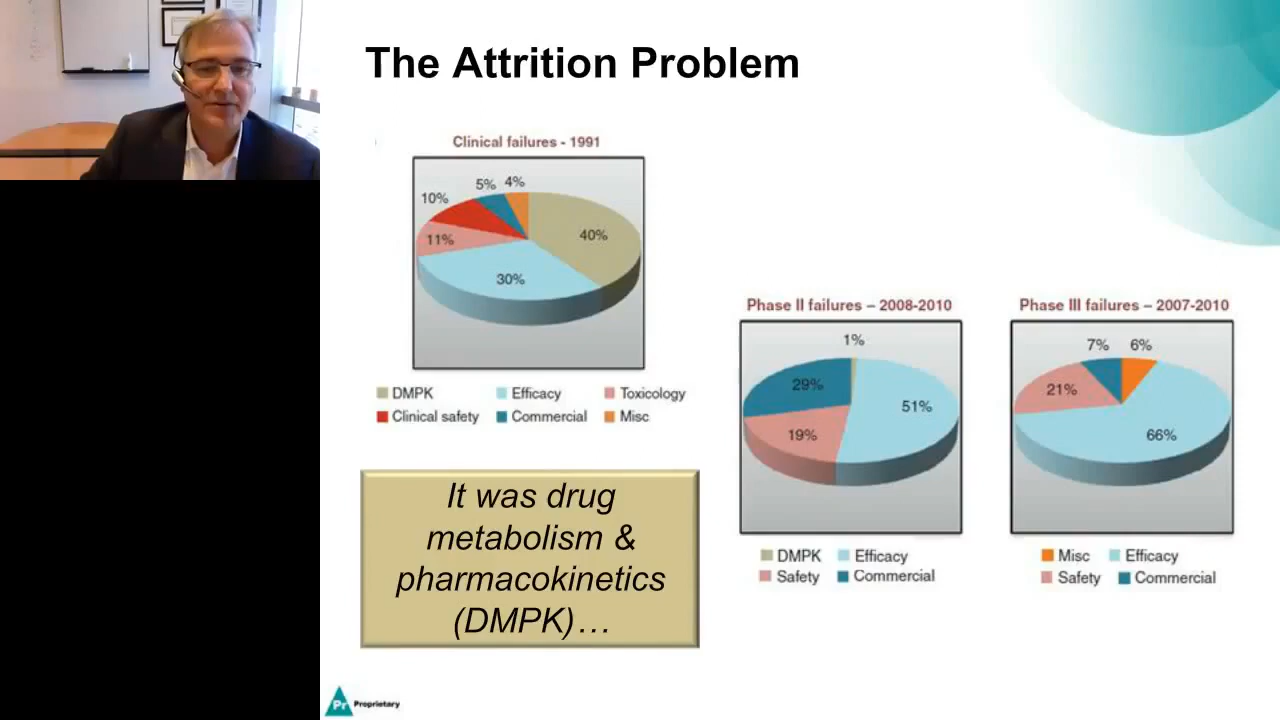 The Attrition Problem
Clinical failures - 1991
5% 4%
10%
40%
11%
30%
DMPK Efficacy Toxicology
Clinical safety Commercial Misc
Phase II failures – 2008-2010
1%
29%
51%
19%
DMPK Efficacy
Safety Commercial
Phase III failures – 2007-2010
7% 6%
21%
66%
Misc Efficacy
Safety Commercial
It was drug
metabolism &
pharmacokinetics
(DMPK)…
Pr Proprietary